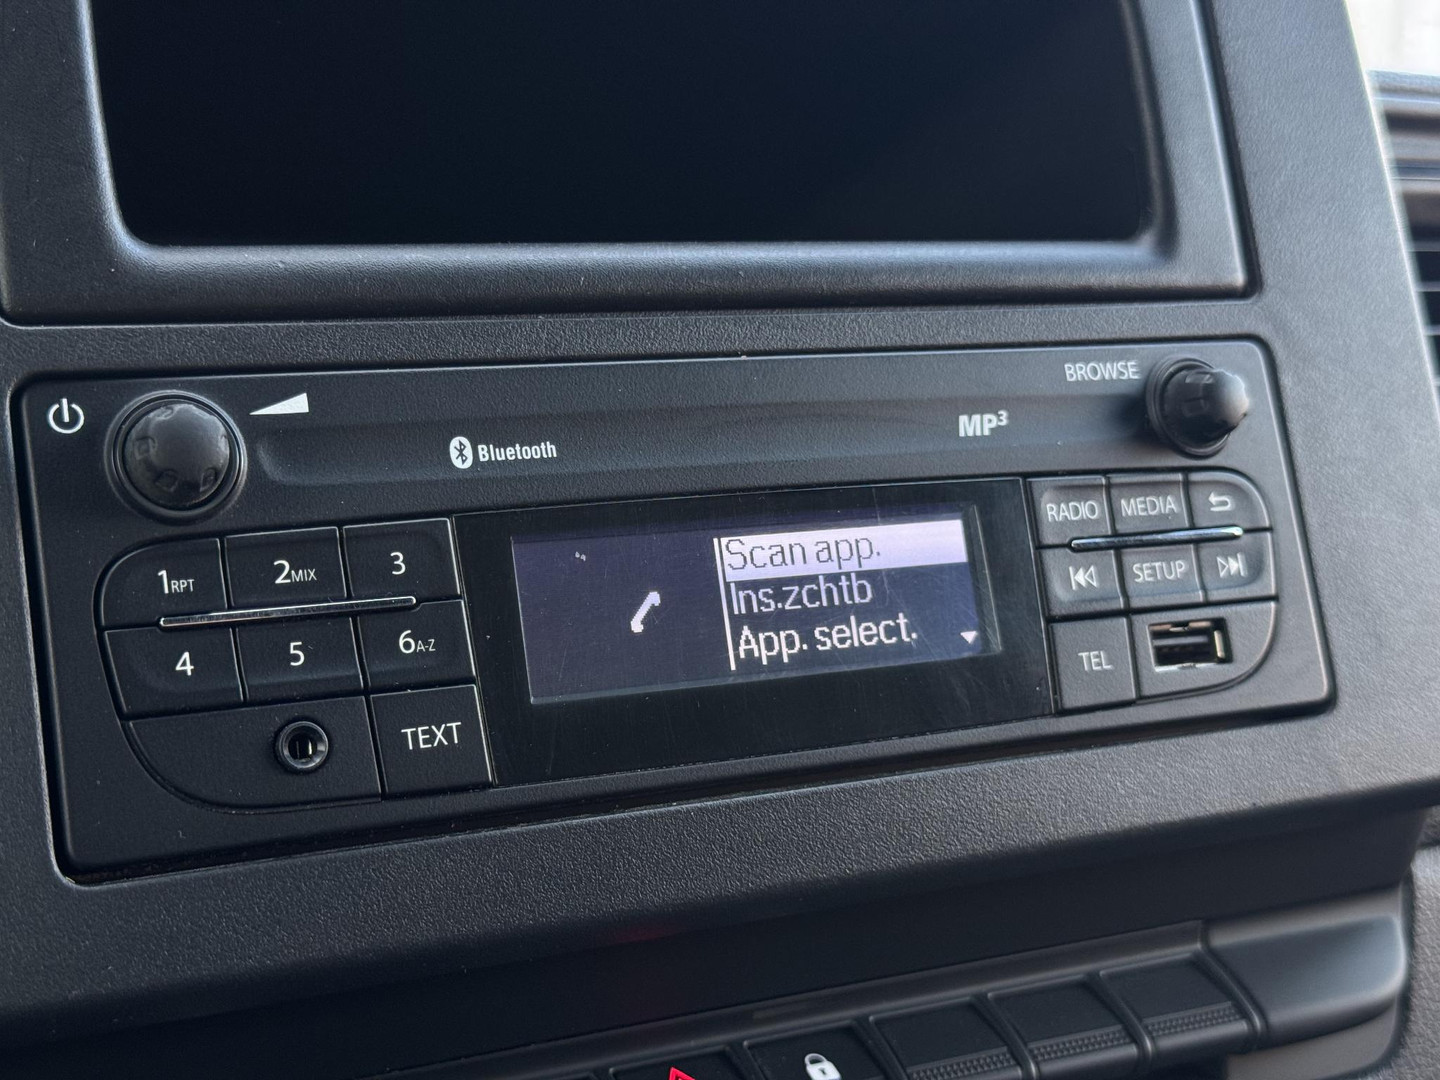 BROWSE
Bluetooth
MP3
1RPT 2MIX 3
4 5 6A-Z
TEXT
Scan app.
Ins.zchtb
App. select.
RADIO MEDIA
SETUP
TEL